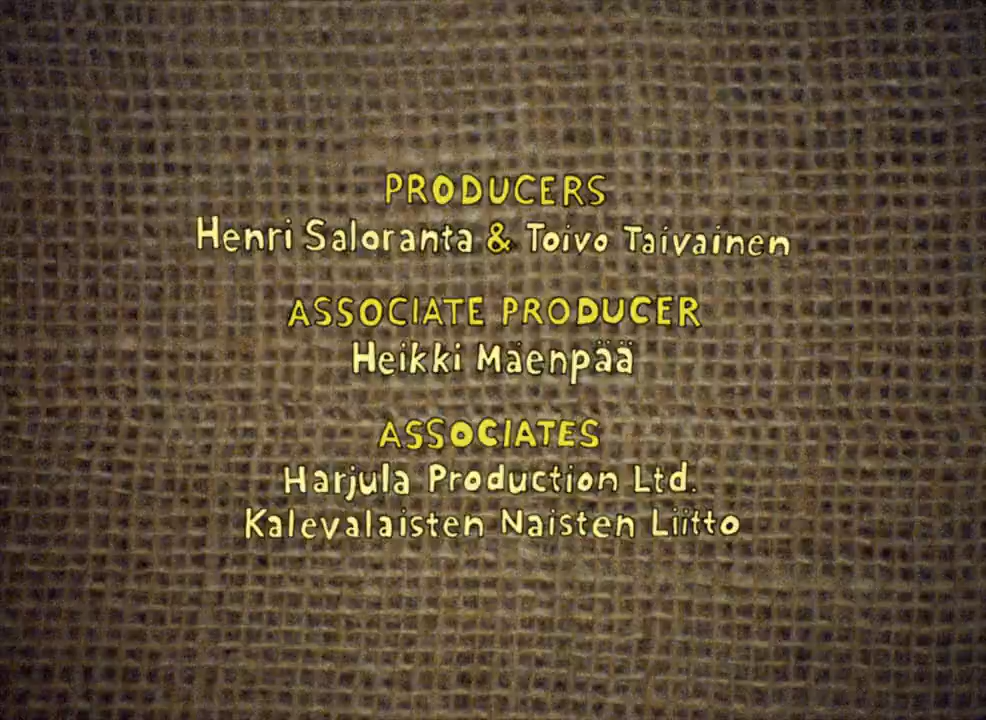 PRODUCERS
Henri Saloranta & Toivo Taivainen
ASSOCIATE PRODUCER
Heikki Mäenpää
ASSOCIATES
Harjula Production Ltd.
Kalevalaisten Naisten Liitto